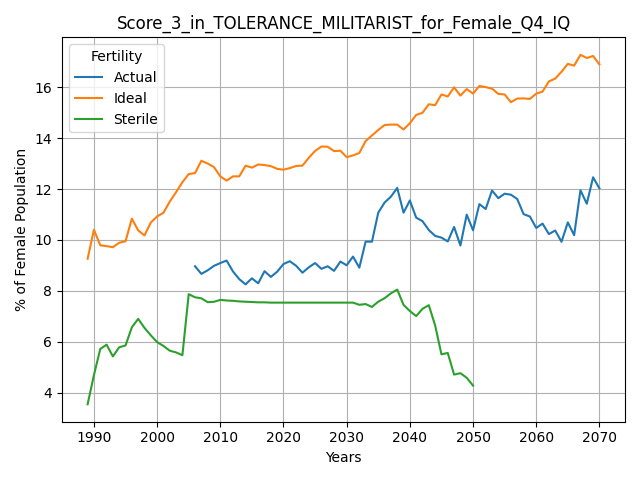 Score_3_in_TOLERANCE_MILITARIST_for_Female_Q4_IQ
Fertility
Actual
Ideal
Sterile
% of Female Population
16
14
12
10
8
6
4
1990 2000 2010 2020 2030 2040 2050 2060 2070
Years